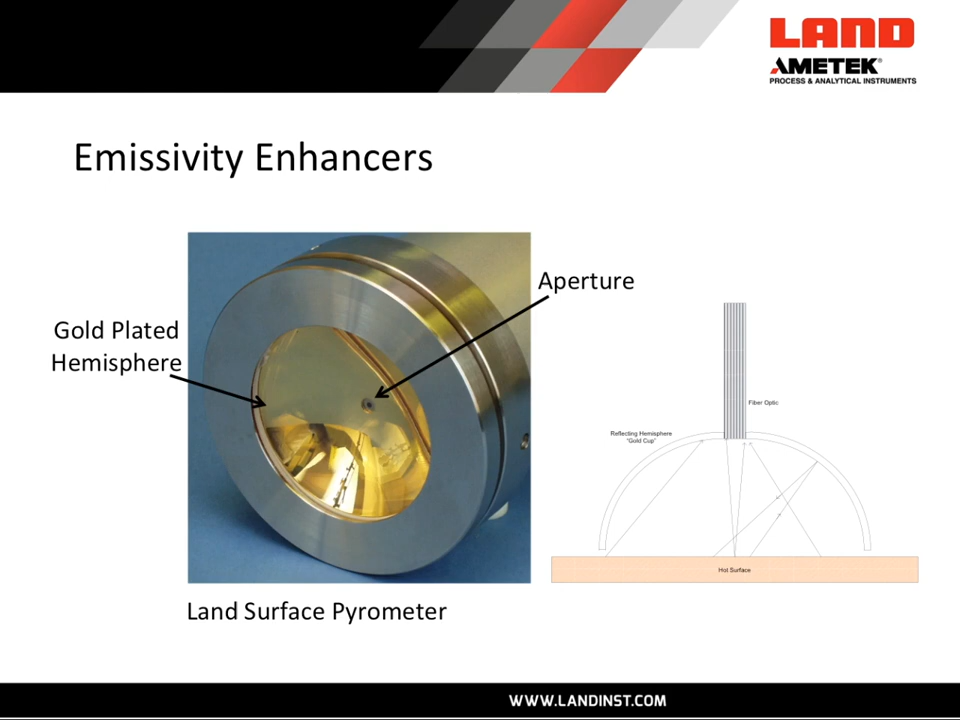 LAND
AMETEK®
PROCESS & ANALYTICAL INSTRUMENTS
Emissivity Enhancers
Aperture
Gold Plated
Hemisphere
Fiber Optic
Reflecting Hemisphere
"Gold Cup"
Hot Surface
Land Surface Pyrometer
WWW.LANDINST.COM